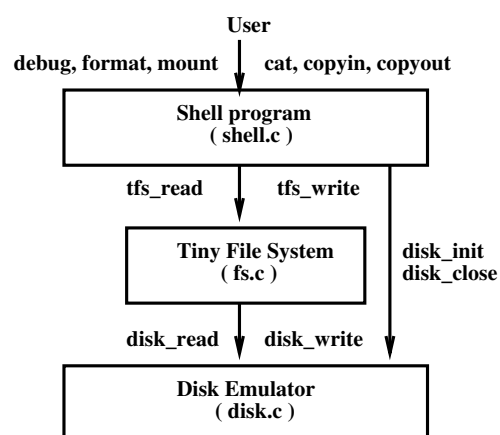 User
debug, format, mount cat, copyin, copyout
Shell program
( shell.c )
tfs_read tfs_write
Tiny File System
( fs.c )
disk_init
disk_close
disk_read disk_write
Disk Emulator
( disk.c )